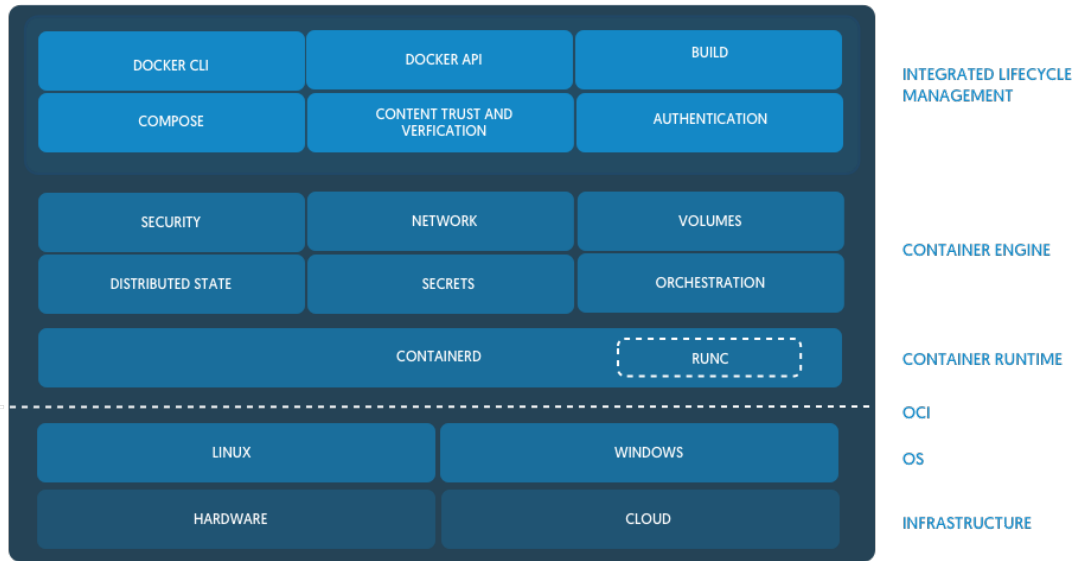 DOCKER CLI
DOCKER API
BUILD
INTEGRATED LIFECYCLE
MANAGEMENT
COMPOSE
CONTENT TRUST AND
VERFICATION
AUTHENTICATION
SECURITY
NETWORK
VOLUMES
CONTAINER ENGINE
DISTRIBUTED STATE
SECRETS
ORCHESTRATION
CONTAINERD
RUNC
CONTAINER RUNTIME
OCI
LINUX
WINDOWS
OS
HARDWARE
CLOUD
INFRASTRUCTURE